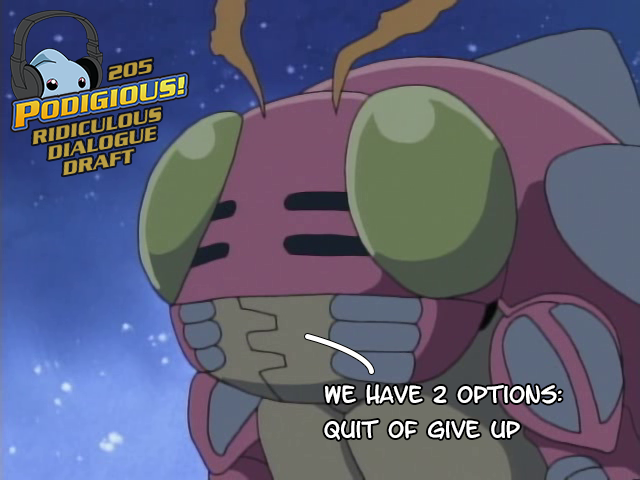 205
PODIGIOUS!
RIDICULOUS
DIALOGUE
DRAFT
WE HAVE 2 OPTIONS:
QUIT OF GIVE UP